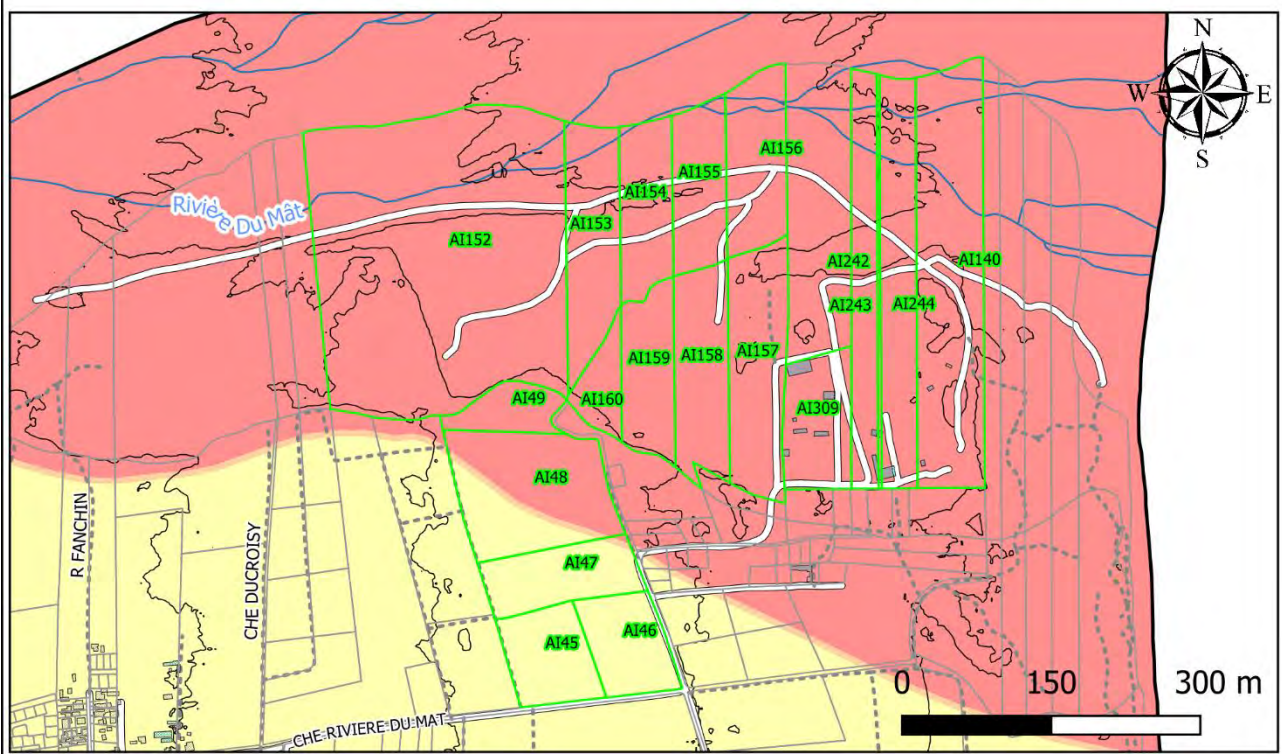 N
W E
S
AI156
AI155
AI154
Rivière Du Mât
AI153
AI152
AI242
AI140
AI243
AI244
AI159
AI158
AI157
AI49
AI160
AI309
AI48
R FANCHIN
CHE DUCROISY
AI47
AI45
AI46
0 150 300 m
CHE RIVIERE DU MAT